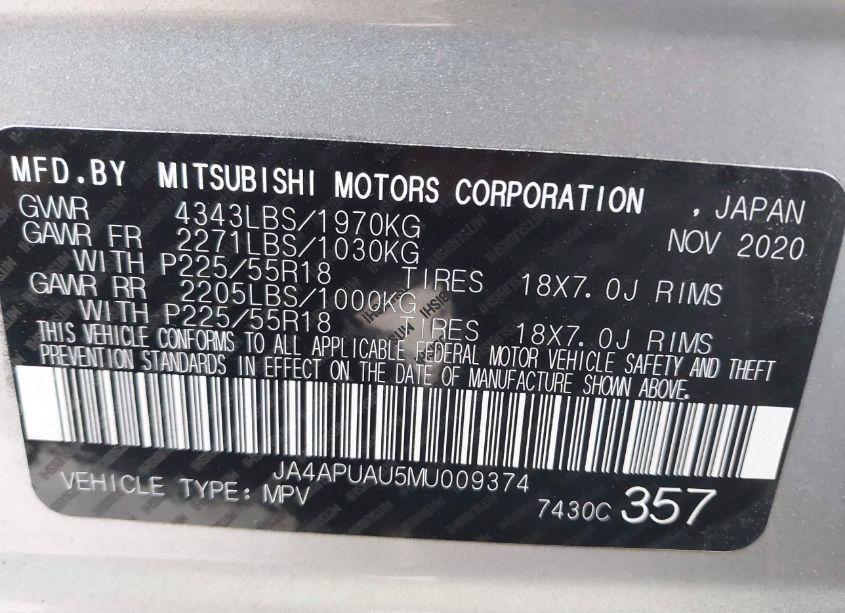 MFD.BY MITSUBISHI MOTORS CORPORATION , JAPAN
GVWR 4343LBS/1970KG NOV 2020
GAWR FR 2271LBS/1030KG
WITH P225/55R18 TIRES 18X7.0J RIMS
GAWR RR 2205LBS/1000KG
WITH P225/55R18 TIRES 18X7.0J RIMS
THIS VEHICLE CONFORMS TO ALL APPLICABLE FEDERAL MOTOR VEHICLE SAFETY AND THEFT
PREVENTION STANDARDS IN EFFECT ON THE DATE OF MANUFACTURE SHOWN ABOVE.
JA4APUAU5MU009374
VEHICLE TYPE: MPV 7430C 357